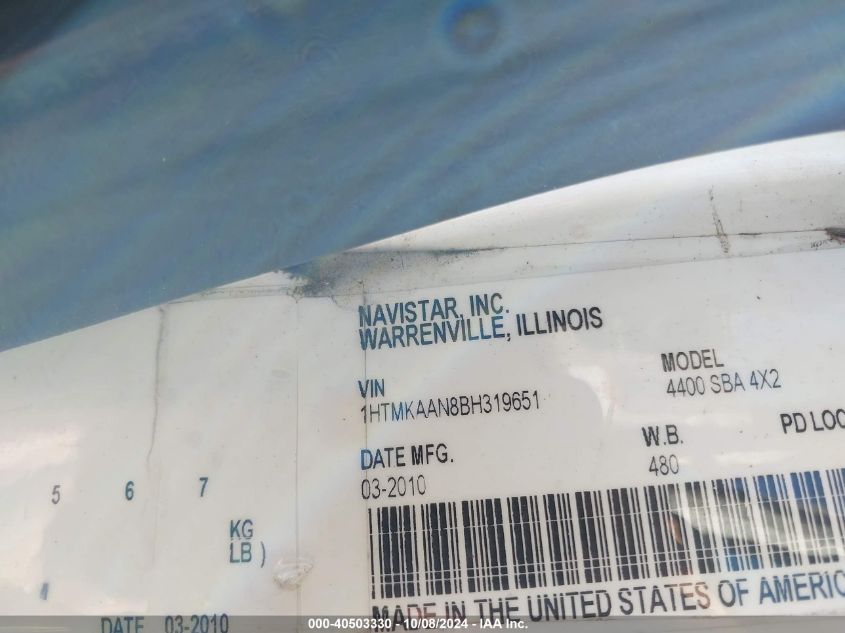 NAVISTAR, INC.
WARRENVILLE, ILLINOIS
VIN
1HTMKAAN8BH319651
MODEL
4400 SBA 4X2
DATE MFG.
03-2010
W.B.
480
PD LOC
5 6 7
KG
LB )
MADE IN THE UNITED STATES OF AMERIC
DATE 03-2010
000-40503330 - 10/08/2024 - IAA Inc.